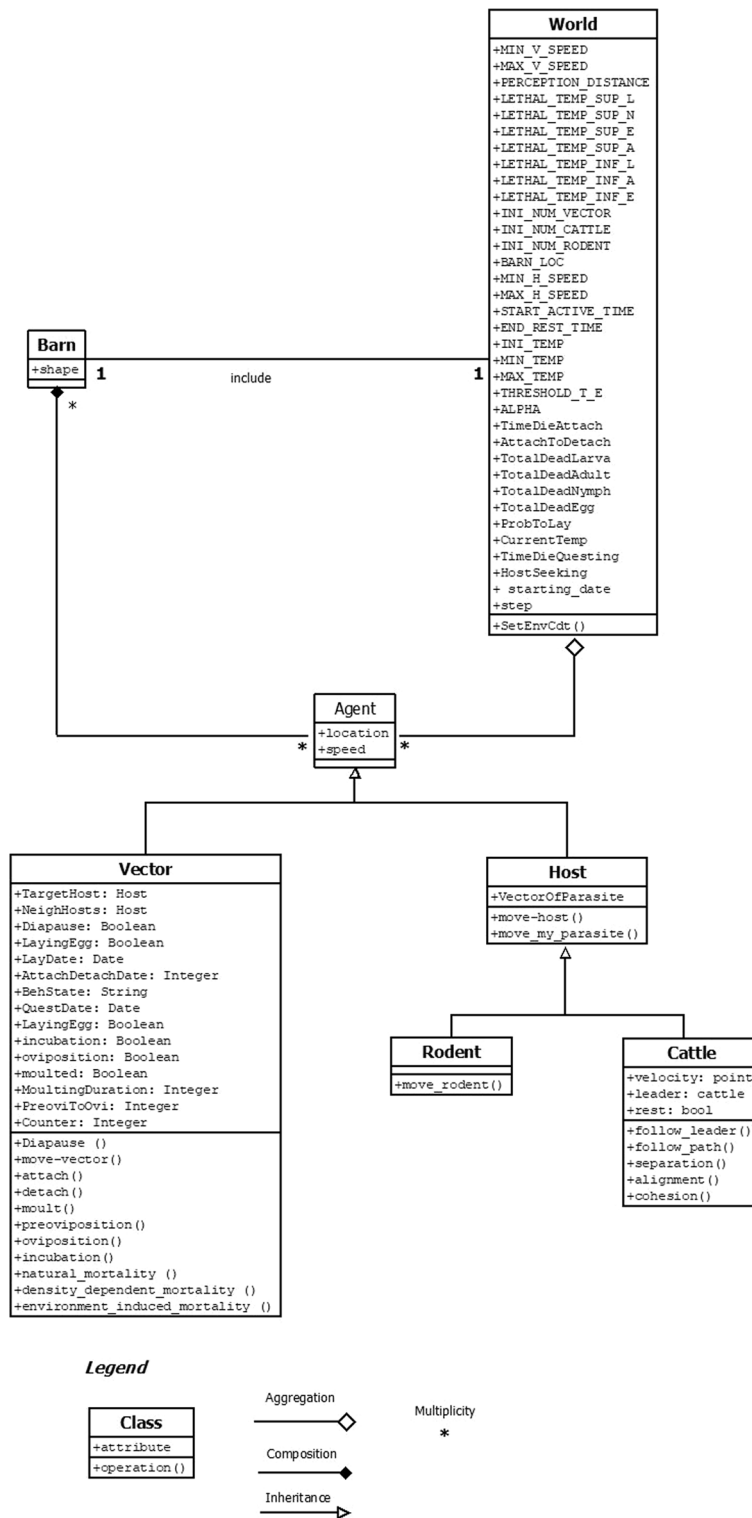 World
+MIN_V_SPEED
+MAX_V_SPEED
+PERCEPTION_DISTANCE
+LETHAL_TEMP_SUP_L
+LETHAL_TEMP_SUP_N
+LETHAL_TEMP_SUP_E
+LETHAL_TEMP_SUP_A
+LETHAL_TEMP_INF_L
+LETHAL_TEMP_INF_A
+LETHAL_TEMP_INF_E
+INI_NUM_VECTOR
+INI_NUM_CATTLE
+INI_NUM_RODENT
+BARN_LOC
+MIN_H_SPEED
+MAX_H_SPEED
+START_ACTIVE_TIME
+END_REST_TIME
+INI_TEMP
+MIN_TEMP
+MAX_TEMP
+THRESHOLD_T_E
+ALPHA
+TimeDieAttach
+AttachToDetach
+TotalDeadLarva
+TotalDeadAdult
+TotalDeadNymph
+TotalDeadEgg
+ProbToLay
+CurrentTemp
+TimeDieQuesting
+HostSeeking
+ starting_date
+step
+SetEnvCdt()
Barn
+shape
1
include
1
*
Agent
+location
+speed
*
*
Vector
+TargetHost: Host
+NeighHosts: Host
+Diapause: Boolean
+LayingEgg: Boolean
+LayDate: Date
+AttachDetachDate: Integer
+BehState: String
+QuestDate: Date
+LayingEgg: Boolean
+incubation: Boolean
+oviposition: Boolean
+moulted: Boolean
+MoultingDuration: Integer
+PreoviToOvi: Integer
+Counter: Integer
+Diapause ()
+move-vector()
+attach()
+detach()
+moult()
+preoviposition()
+oviposition()
+incubation()
+natural_mortality ()
+density_dependent_mortality ()
+environment_induced_mortality ()
Host
+VectorOfParasite
+move-host()
+move_my_parasite()
Rodent
+move_rodent()
Cattle
+velocity: point
+leader: cattle
+rest: bool
+follow_leader()
+follow_path()
+separation()
+alignment()
+cohesion()
Legend
Class
+attribute
+operation()
Aggregation
Composition
Inheritance
Multiplicity
*